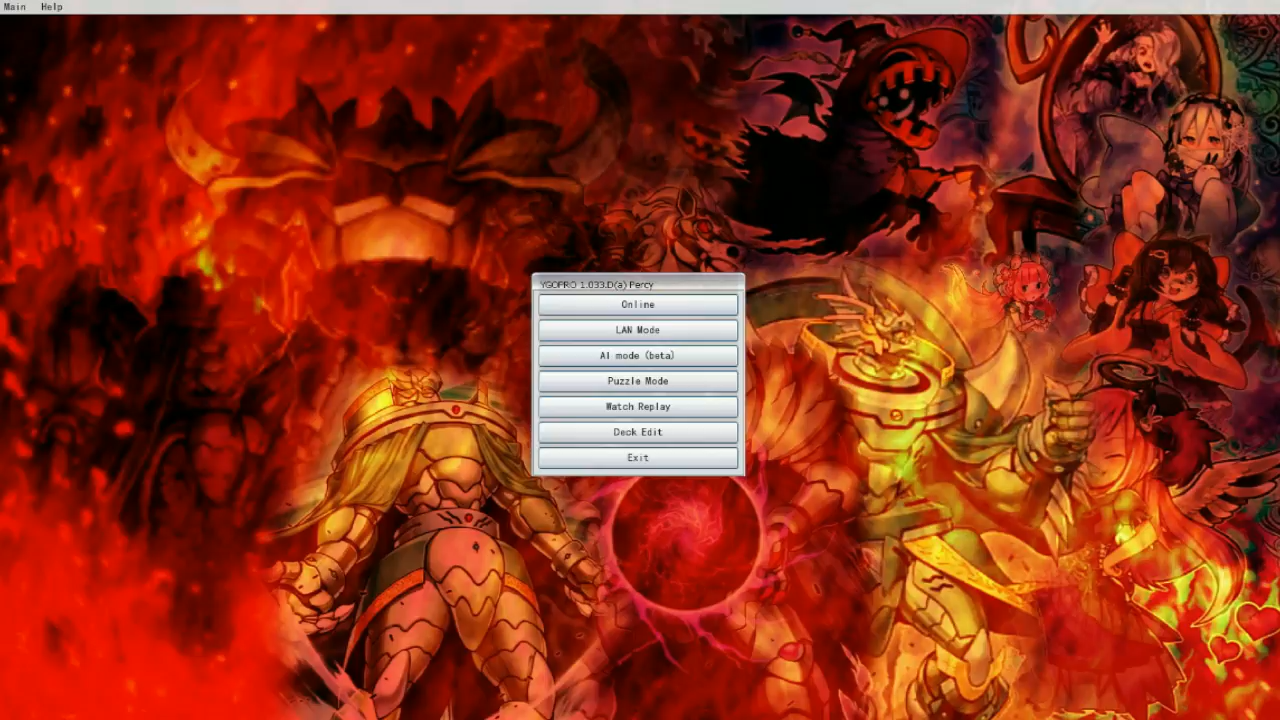 Main Help
YGOPRO 1.033.D(a) Percy
Online
LAN Mode
AI mode (beta)
Puzzle Mode
Watch Replay
Deck Edit
Exit